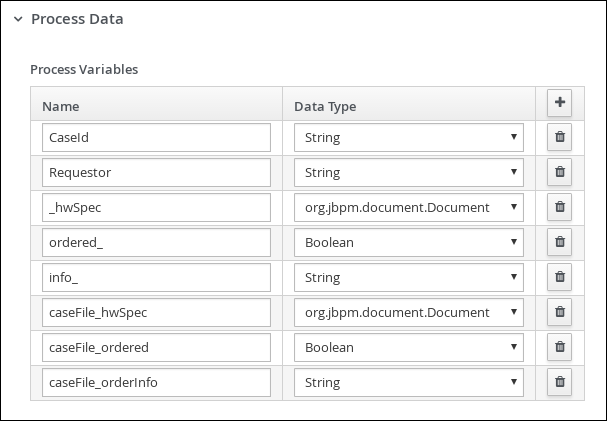 Process Data
Process Variables
Name Data Type
CaseId String
Requestor String
_hwSpec org.jbpm.document.Document
ordered_ Boolean
info_ String
caseFile_hwSpec org.jbpm.document.Document
caseFile_ordered Boolean
caseFile_orderInfo String